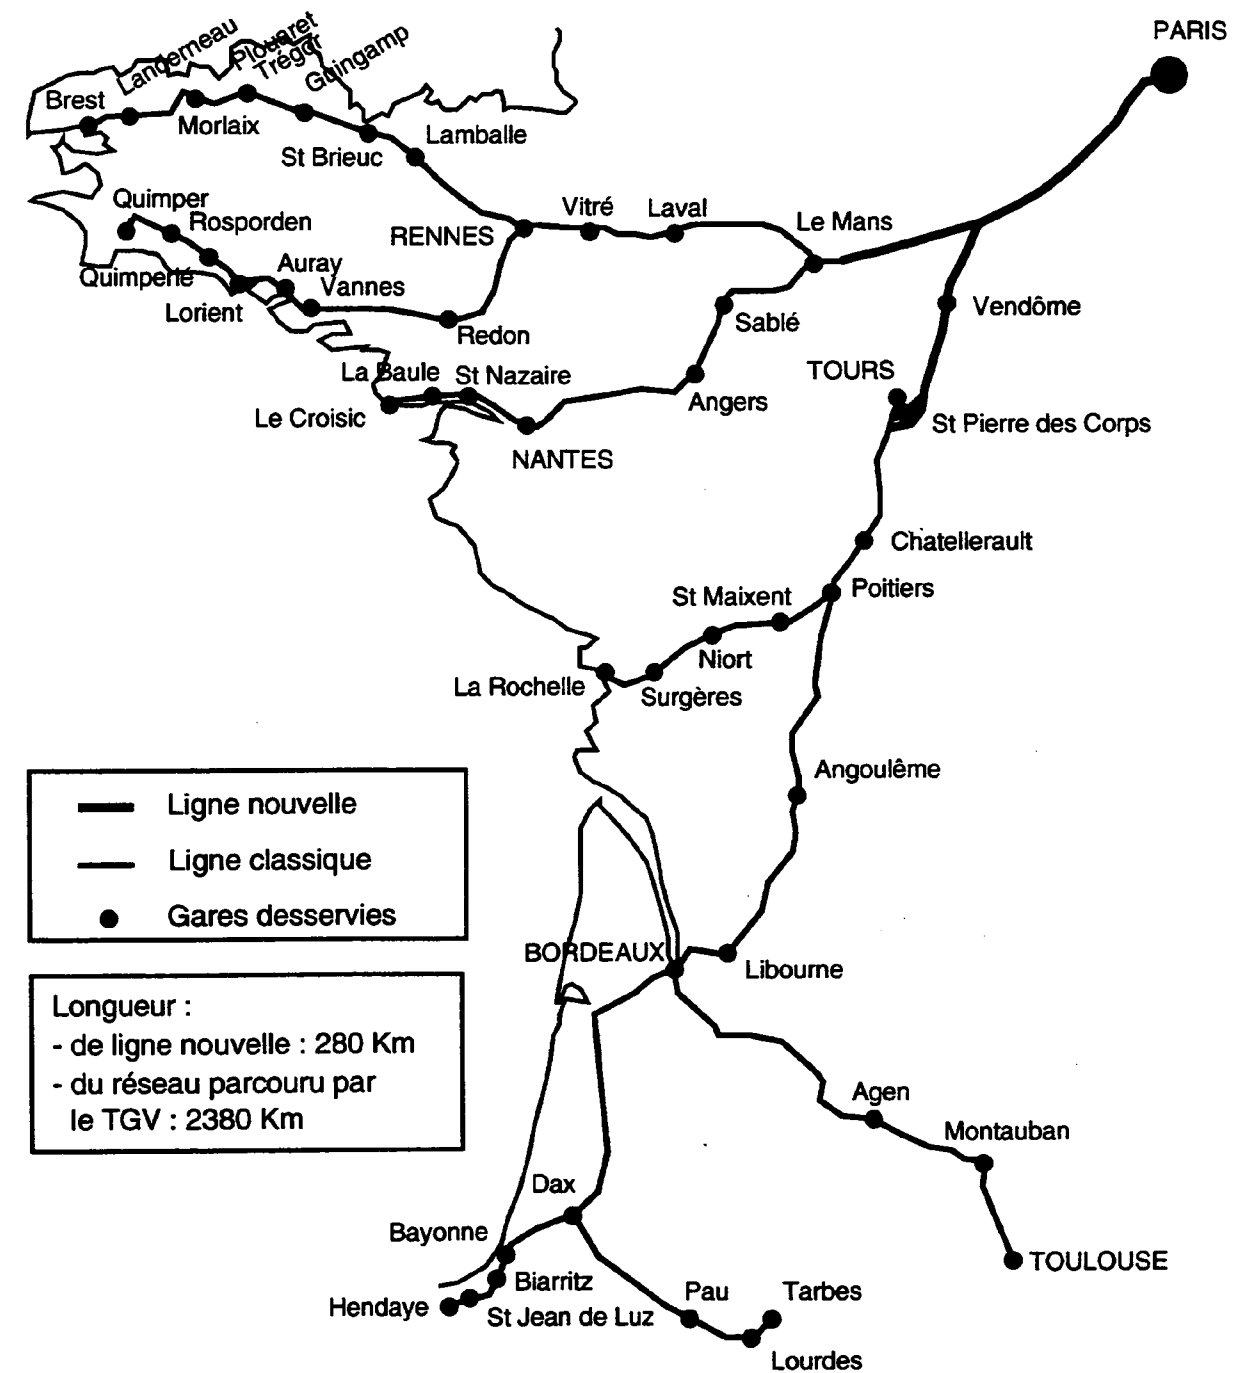 PARIS
Landerneau
Plouaret
Trégor
Guingamp
Brest
Morlaix
St Brieuc
Lamballe
Quimper
Rosporden
RENNES
Vitré
Laval
Le Mans
Quimperlé
Auray
Vannes
Lorient
Redon
Sablé
Vendôme
La Baule
St Nazaire
TOURS
Le Croisic
Angers
St Pierre des Corps
NANTES
Chatellerault
St Maixent
Poitiers
Niort
La Rochelle
Surgères
Angoulême
Ligne nouvelle
Ligne classique
Gares desservies
BORDEAUX
Libourne
Longueur :
- de ligne nouvelle : 280 Km
- du réseau parcouru par
le TGV : 2380 Km
Agen
Montauban
Dax
Bayonne
TOULOUSE
Biarritz
Hendaye
St Jean de Luz
Pau
Tarbes
Lourdes